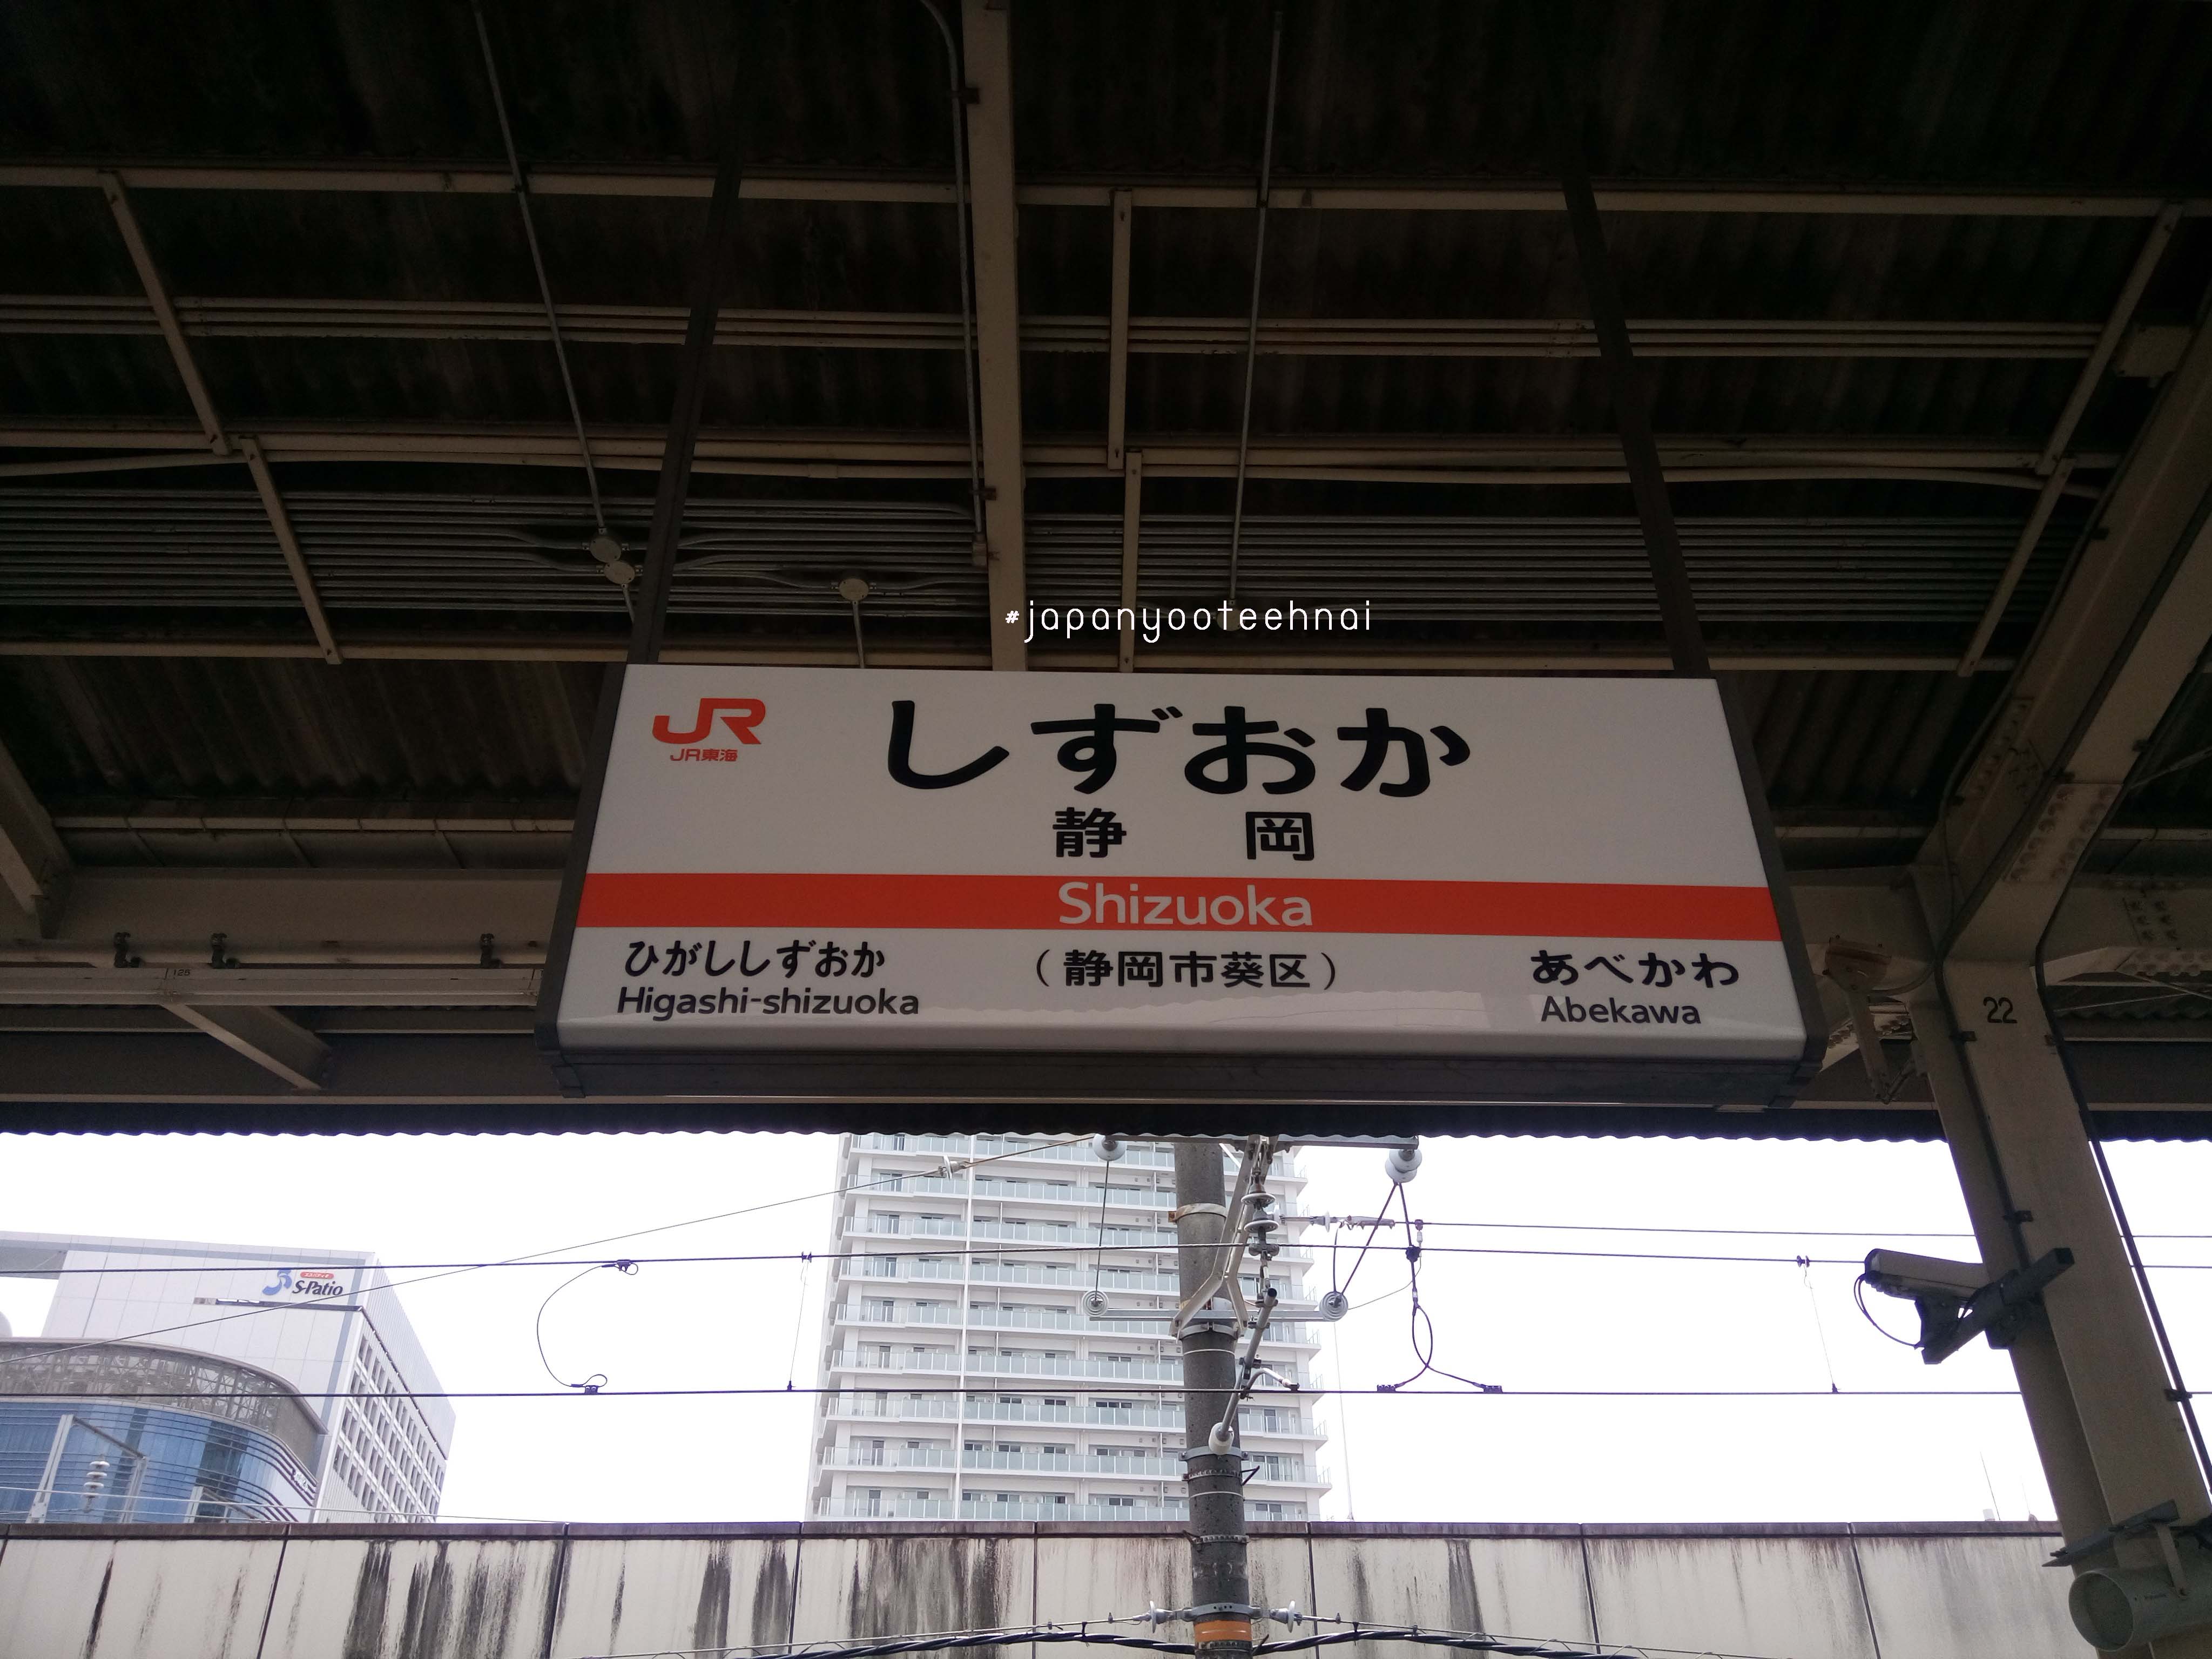 #japanyooteehnai
JR
JR東海
しずおか
静岡
Shizuoka
ひがししずおか
Higashi-shizuoka
（静岡市葵区）
あべかわ
Abekawa
125
22
S-Patio